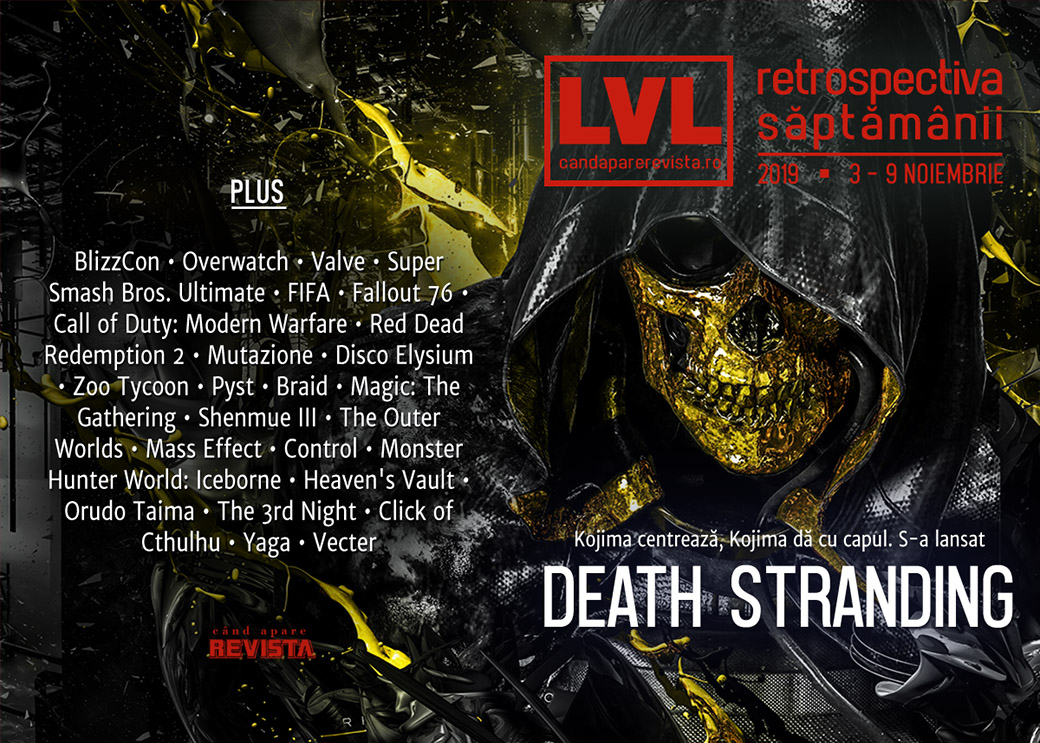 PLUS
BlizzCon • Overwatch • Valve • Super
Smash Bros. Ultimate • FIFA • Fallout 76 •
Call of Duty: Modern Warfare • Red Dead
Redemption 2 • Mutazione • Disco Elysium
• Zoo Tycoon • Pyst • Braid • Magic: The
Gathering • Shenmue III • The Outer
Worlds • Mass Effect • Control • Monster
Hunter World: Iceborne • Heaven's Vault •
Orudo Taima • The 3rd Night • Click of
Cthulhu • Yaga • Vecter
când apare
REVISTA
LVL
candaparerevista.ro
retrospectiva
săptămânii
2019 ▪ 3 - 9 NOIEMBRIE
Kojima centrează, Kojima dă cu capul. S-a lansat
DEATH STRANDING